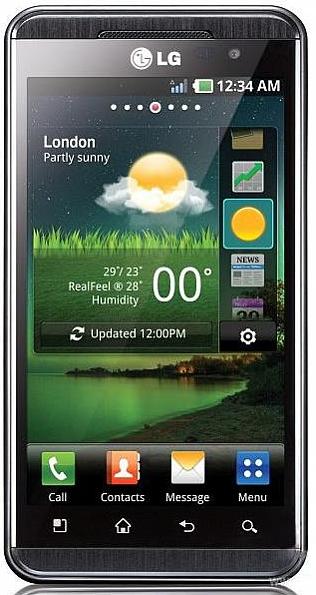 LG
12:34 AM
London
Partly sunny
29°/ 23°
RealFeel ® 28°
Humidity
00°
NEWS
Updated 12:00PM
Call
Contacts
Message
Menu